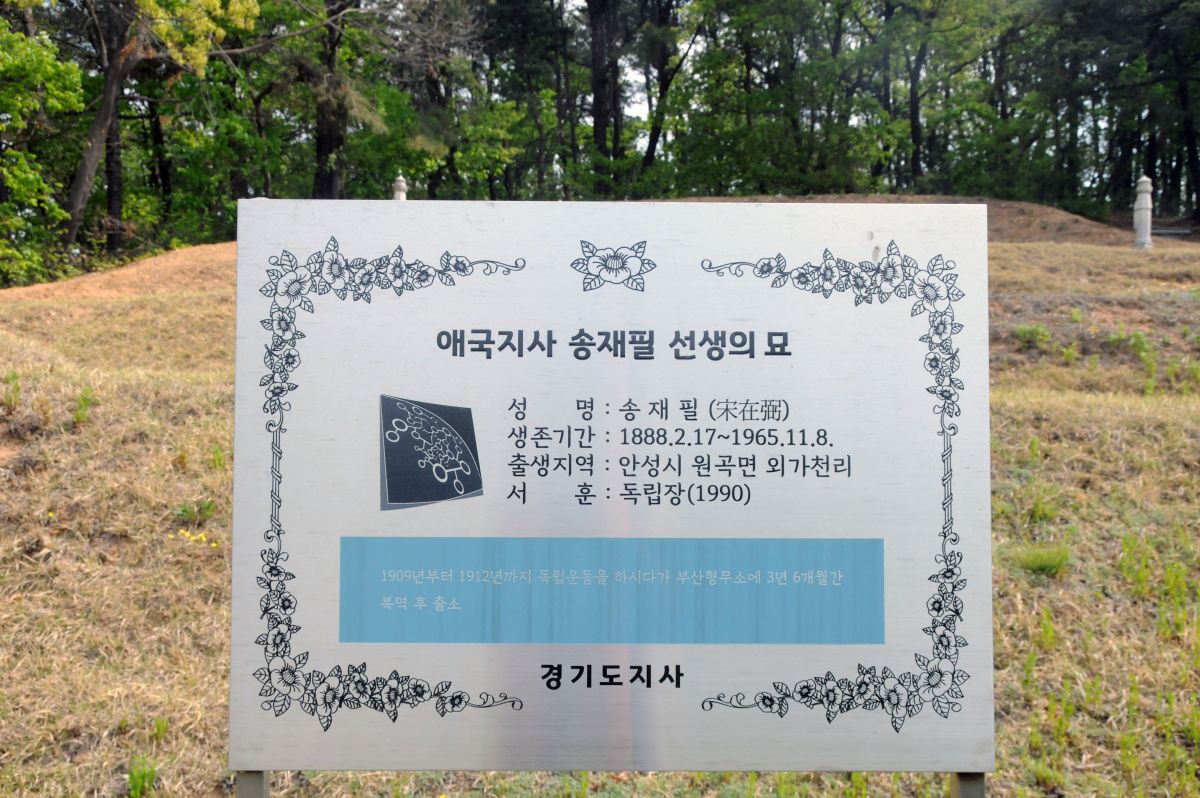 애국지사 송재필 선생의 묘
성 명 : 송 재 필 (宋在弼)
생존기간 : 1888.2.17~1965.11.8.
출생지역 : 안성시 원곡면 외가천리
서 훈 : 독립장(1990)
1909년부터 1912년까지 독립운동을 하시다가 부산형무소에 3년 6개월간
복역 후 출소
경기도지사